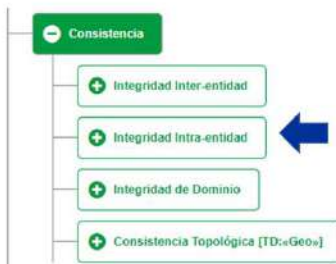 Consistencia
Integridad Inter-entidad
Integridad Intra-entidad
Integridad de Dominio
Consistencia Topológica [TD:«Geo»]